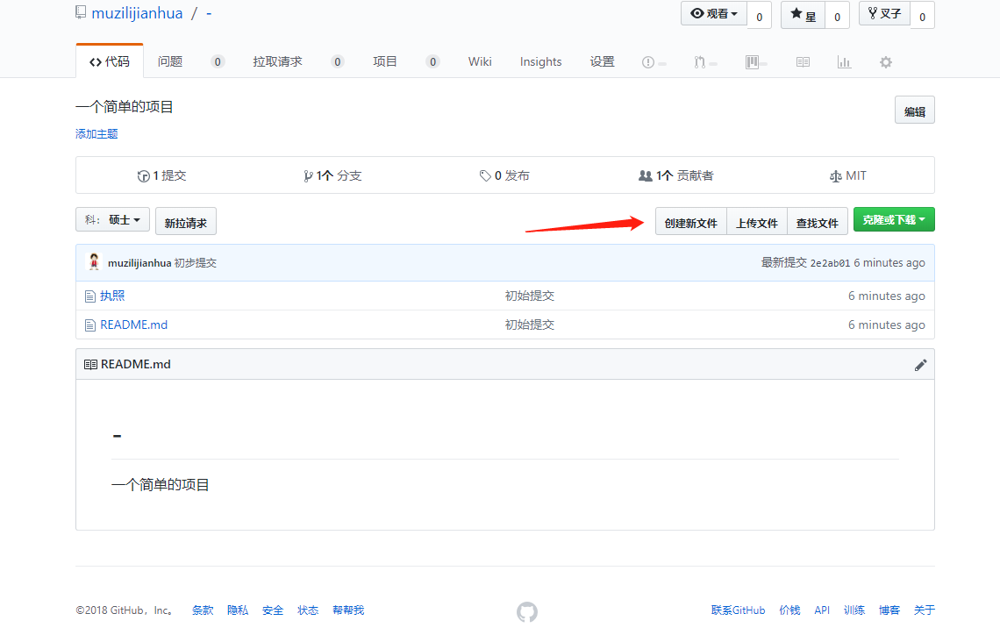 muzilijianhua / -
观看 0 星 0 叉子 0
代码 问题 0 拉取请求 0 项目 0 Wiki Insights 设置
一个简单的项目
编辑
添加主题
1 提交 1个 分支 0 发布 1个 贡献者 MIT
科: 硕士 新拉请求 创建新文件 上传文件 查找文件 克隆或下载
muzilijianhua 初步提交 最新提交 2e2ab01 6 minutes ago
执照 初始提交 6 minutes ago
README.md 初始提交 6 minutes ago
README.md
-
一个简单的项目
©2018 GitHub，Inc。 条款 隐私 安全 状态 帮帮我 联系GitHub 价钱 API 训练 博客 关于